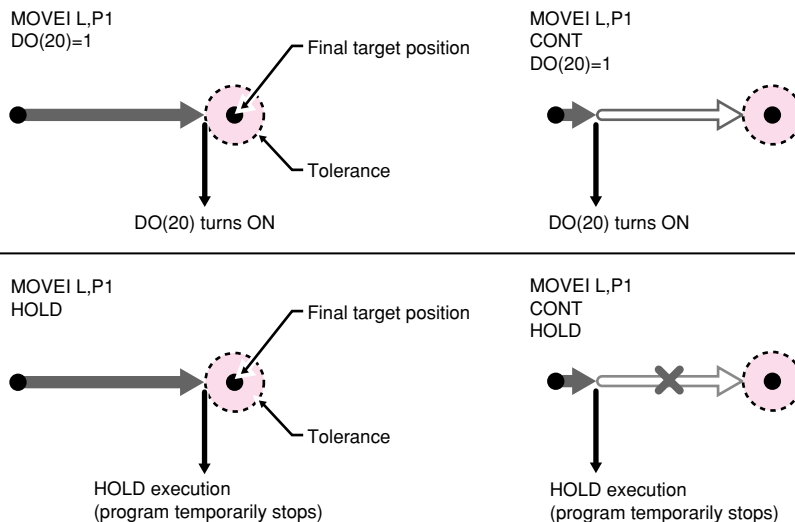 MOVEI L,P1
DO(20)=1
Final target position
Tolerance
DO(20) turns ON
MOVEI L,P1
CONT
DO(20)=1
DO(20) turns ON
MOVEI L,P1
HOLD
Final target position
Tolerance
HOLD execution
(program temporarily stops)
MOVEI L,P1
CONT
HOLD
HOLD execution
(program temporarily stops)